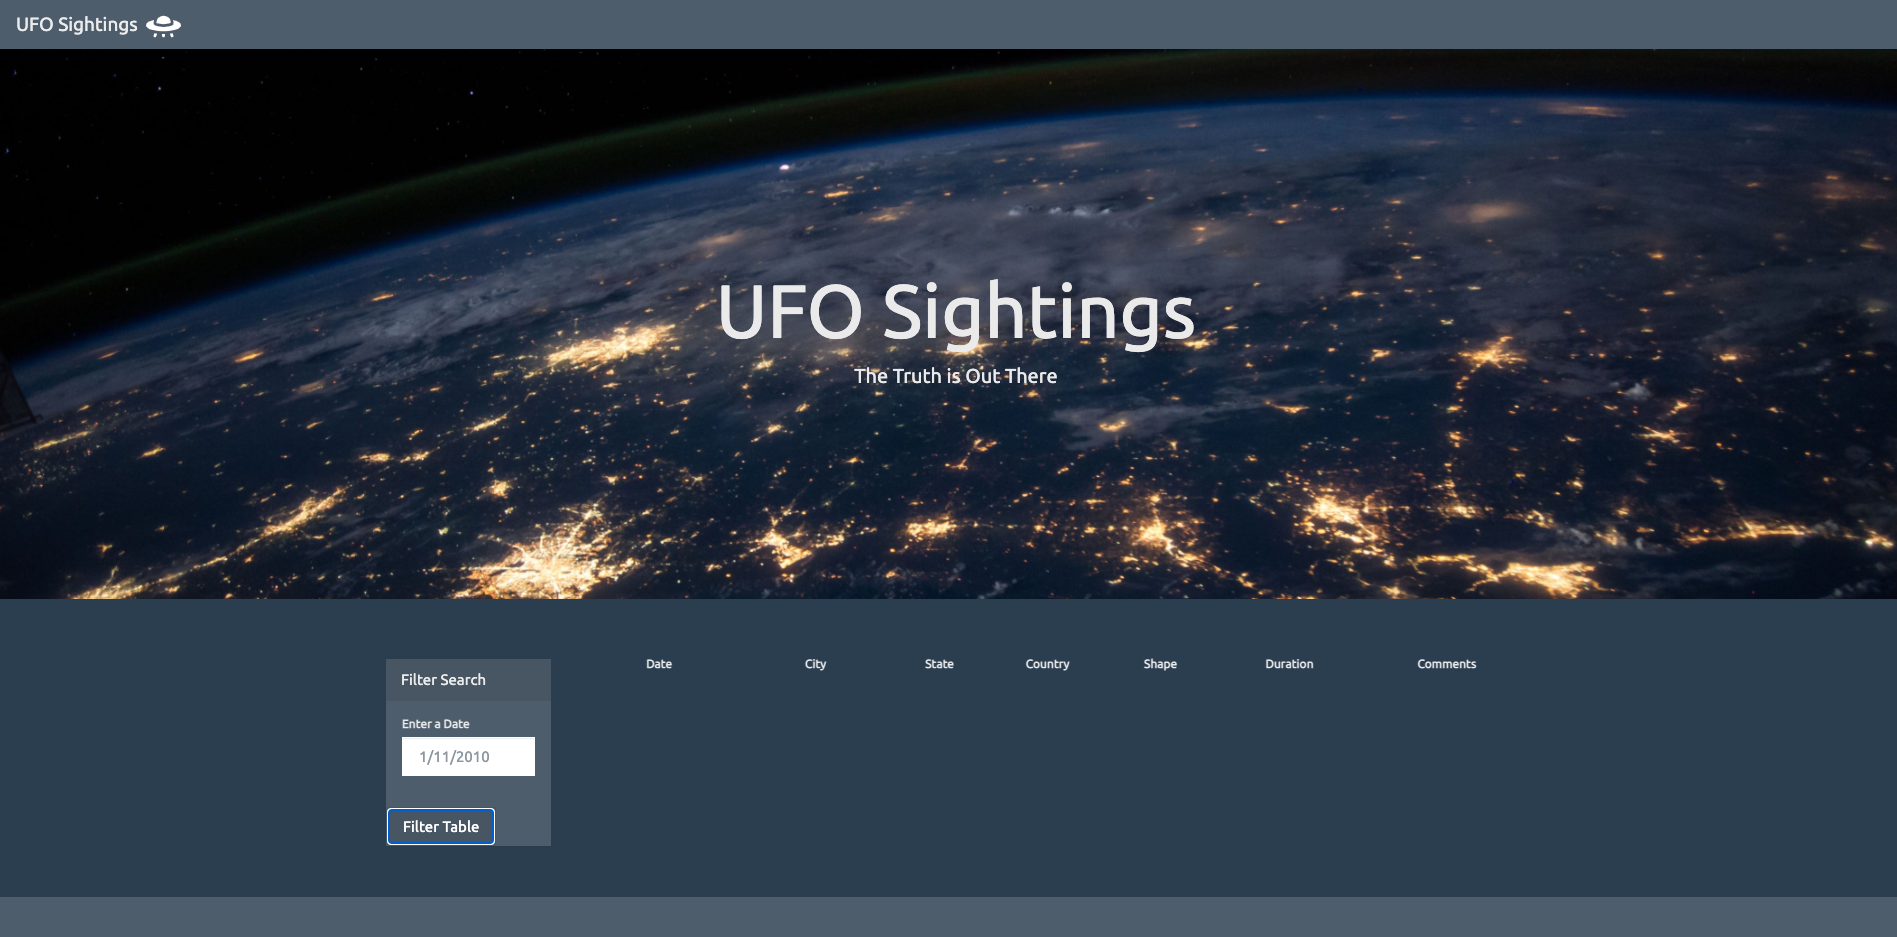 UFO Sightings
UFO Sightings
The Truth is Out There
Filter Search
Enter a Date
1/11/2010
Filter Table
Date City State Country Shape Duration Comments